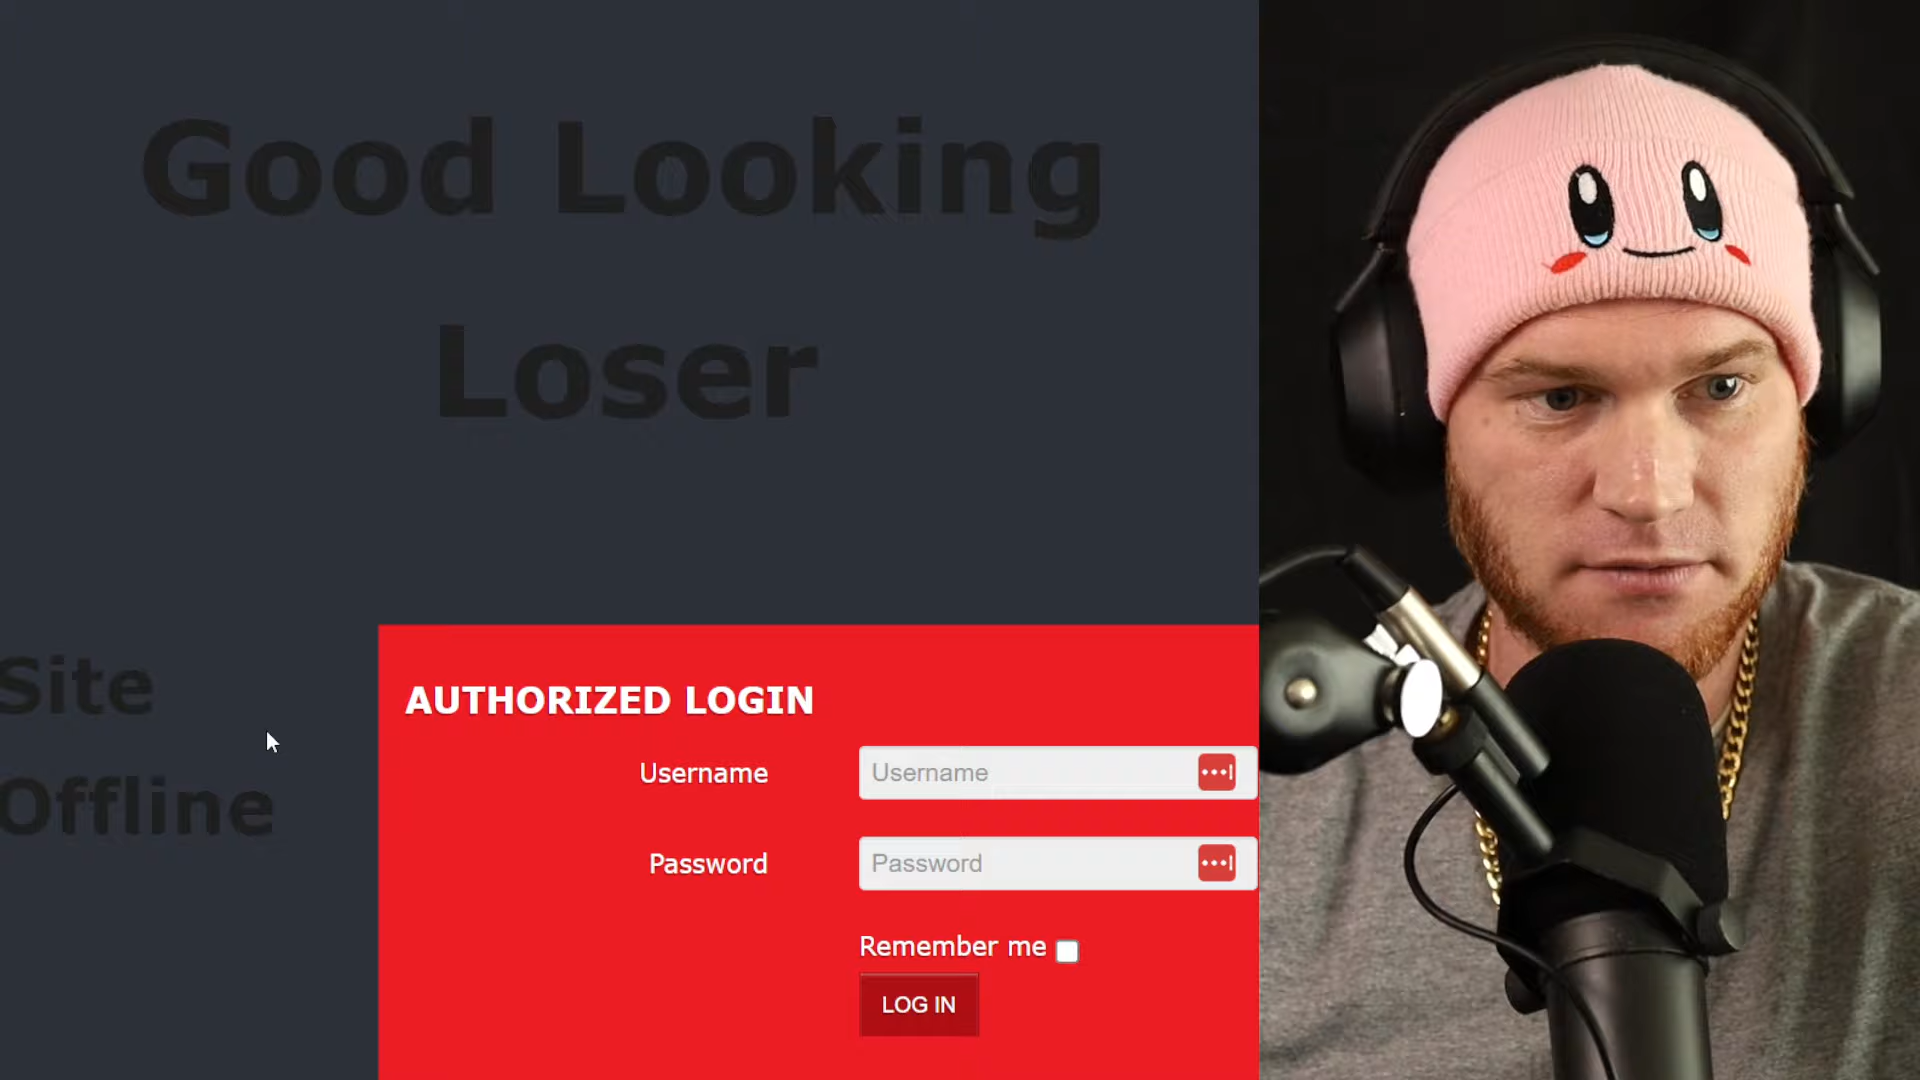 Good Looking
Loser
Site
Offline
AUTHORIZED LOGIN
Username
Username
Password
Password
Remember me
LOG IN